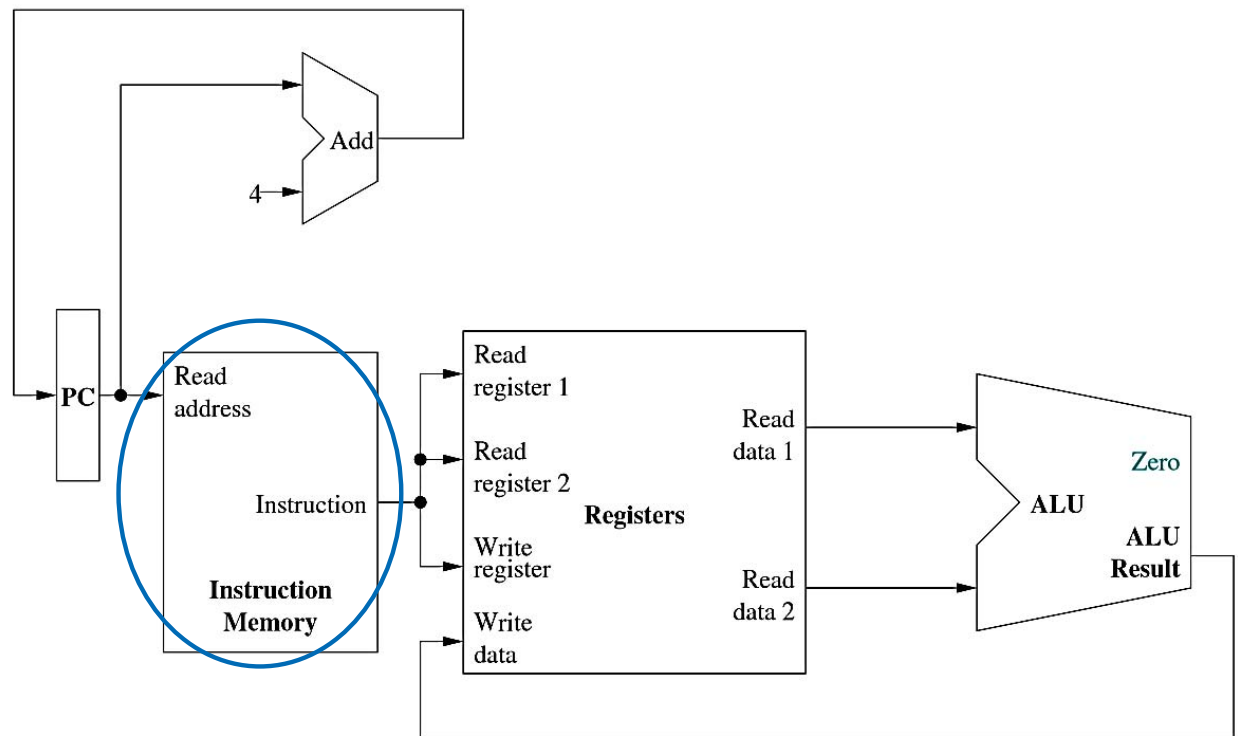 Add
4
PC
Read
address
Instruction
Instruction
Memory
Read
register 1
Read
register 2
Write
register
Write
data
Registers
Read
data 1
Read
data 2
Zero
ALU
ALU
Result